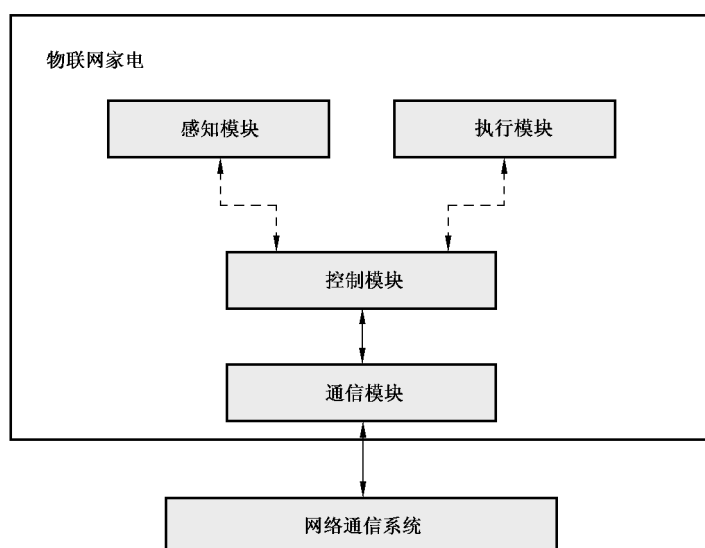 物联网家电
感知模块
执行模块
控制模块
通信模块
网络通信系统